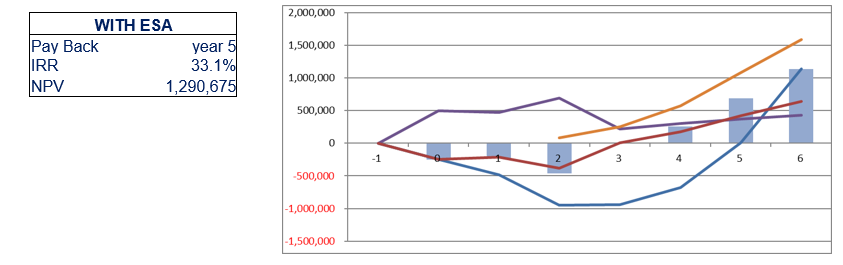 WITH ESA
Pay Back year 5
IRR 33.1%
NPV 1,290,675
2,000,000
1,500,000
1,000,000
500,000
0
-500,000
-1,000,000
-1,500,000
-1 0 1 2 3 4 5 6